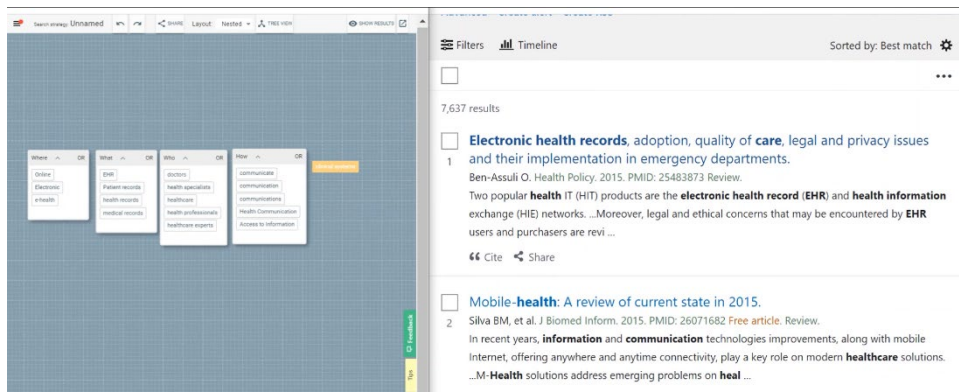 Search strategy: Unnamed
SHARE
Layout Nested
TREE VIEW
SHOW RESULTS
Where OR
Online
Electronic
e-health
What OR
EHR
Patient records
health records
medical records
Who OR
doctors
health specialists
healthcare
health professionals
healthcare experts
How OR
communicate
communication
communications
Health Communication
Access to Information
Feedback
Tips
Filters Timeline Sorted by: Best match
7,637 results
Electronic health records, adoption, quality of care, legal and privacy issues
1 and their implementation in emergency departments.
Ben-Assuli O. Health Policy. 2015. PMID: 25483873 Review.
Two popular health IT (HIT) products are the electronic health record (EHR) and health information
exchange (HIE) networks. ...Moreover, legal and ethical concerns that may be encountered by EHR
users and purchasers are revi ...
Cite Share
Mobile-health: A review of current state in 2015.
2 Silva BM, et al. J Biomed Inform. 2015. PMID: 26071682 Free article. Review.
In recent years, information and communication technologies improvements, along with mobile
Internet, offering anywhere and anytime connectivity, play a key role on modern healthcare solutions.
...M-Health solutions address emerging problems on heal ...